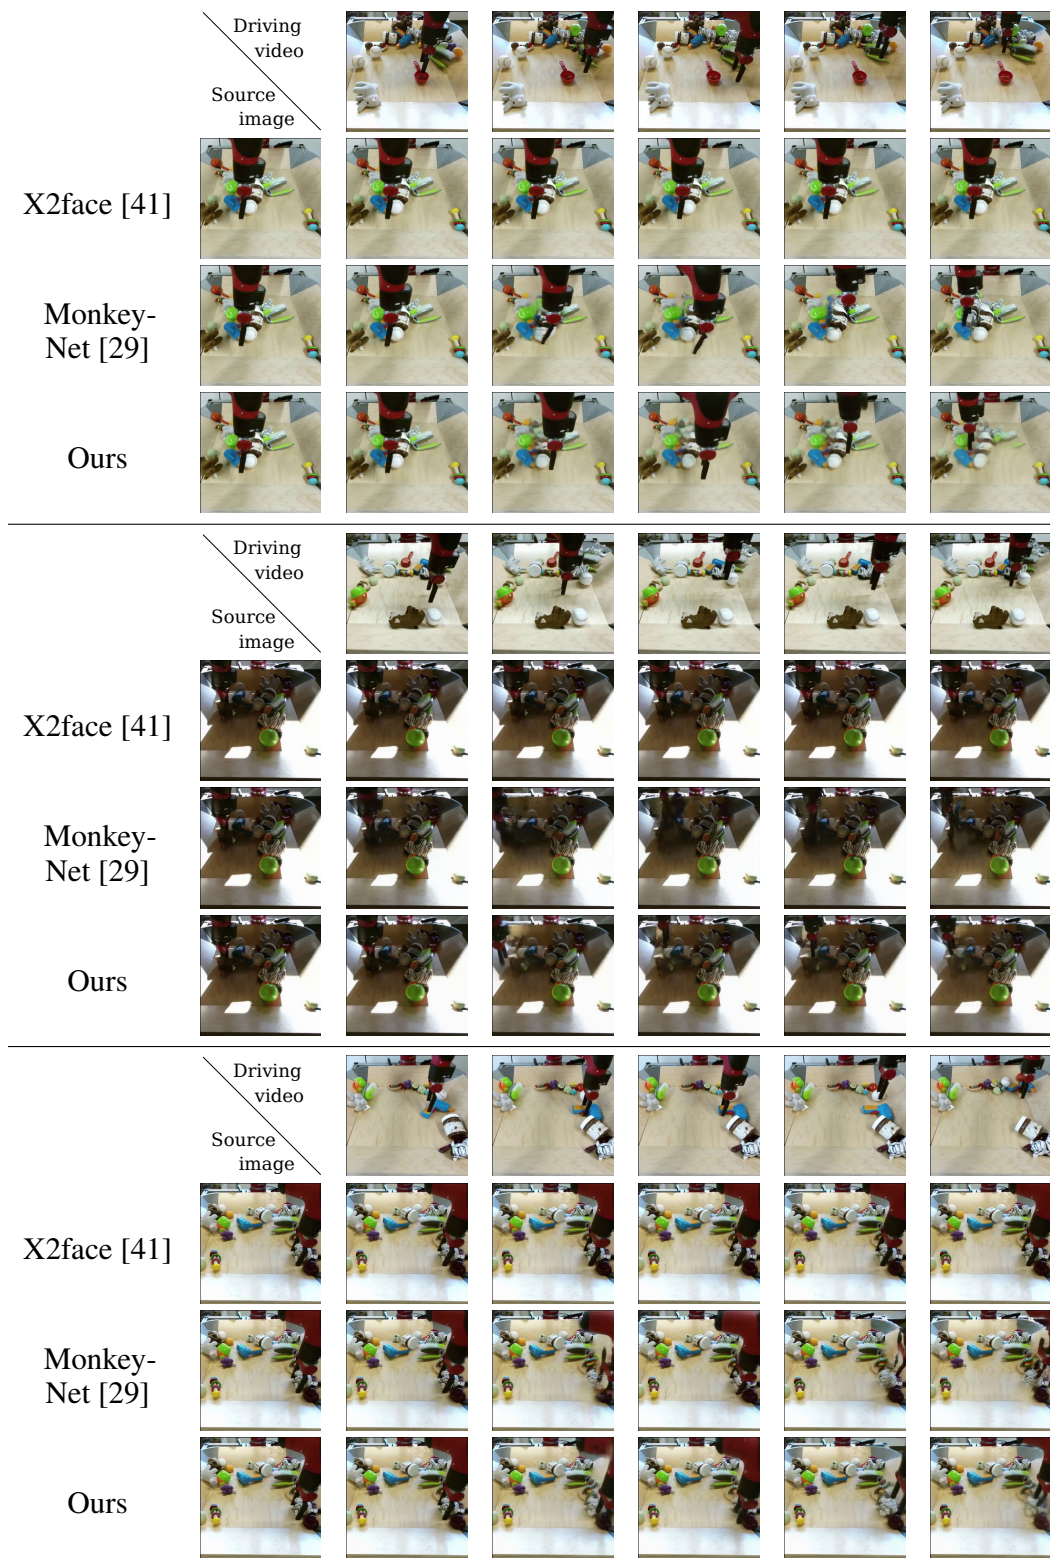 Driving
video
Source
image
X2face [41]
Monkey-
Net [29]
Ours
Driving
video
Source
image
X2face [41]
Monkey-
Net [29]
Ours
Driving
video
Source
image
X2face [41]
Monkey-
Net [29]
Ours